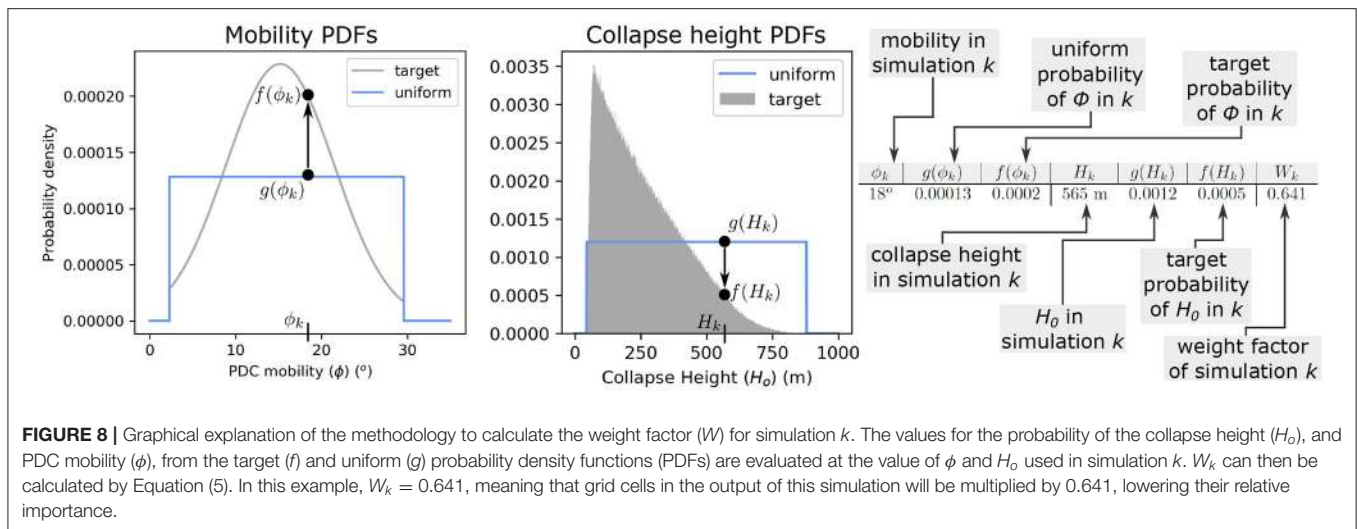 Mobility PDFs
target
uniform
f(ϕₖ)
g(ϕₖ)
ϕₖ
Probability density
0.00020
0.00015
0.00010
0.00005
0.00000
0 10 20 30
PDC mobility (ϕ) (°)
Collapse height PDFs
uniform
target
g(Hₖ)
f(Hₖ)
Hₖ
0.0035
0.0030
0.0025
0.0020
0.0015
0.0010
0.0005
0.0000
0 250 500 750 1000
Collapse Height (Hₒ) (m)
mobility in
simulation k
uniform
probability
of Φ in k
target
probability
of Φ in k
ϕₖ g(ϕₖ) f(ϕₖ) Hₖ g(Hₖ) f(Hₖ) Wₖ
18° 0.00013 0.0002 565 m 0.0012 0.0005 0.641
collapse height
in simulation k
H₀ in
simulation k
target
probability
of H₀ in k
weight factor
of simulation k
FIGURE 8 | Graphical explanation of the methodology to calculate the weight factor (W) for simulation k. The values for the probability of the collapse height (Hₒ), and
PDC mobility (ϕ), from the target (f) and uniform (g) probability density functions (PDFs) are evaluated at the value of ϕ and Hₒ used in simulation k. Wₖ can then be
calculated by Equation (5). In this example, Wₖ = 0.641, meaning that grid cells in the output of this simulation will be multiplied by 0.641, lowering their relative
importance.